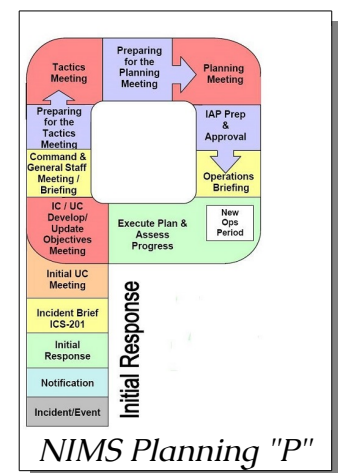 Preparing
for the
Planning
Meeting
Tactics
Meeting
Planning
Meeting
Preparing
for the
Tactics
Meeting
IAP Prep
&
Approval
Command &
General Staff
Meeting /
Briefing
Operations
Briefing
IC / UC
Develop/
Update
Objectives
Meeting
Execute Plan &
Assess
Progress
New
Ops
Period
Initial UC
Meeting
Incident Brief
ICS-201
Initial
Response
Notification
Incident/Event
Initial Response
NIMS Planning "P"